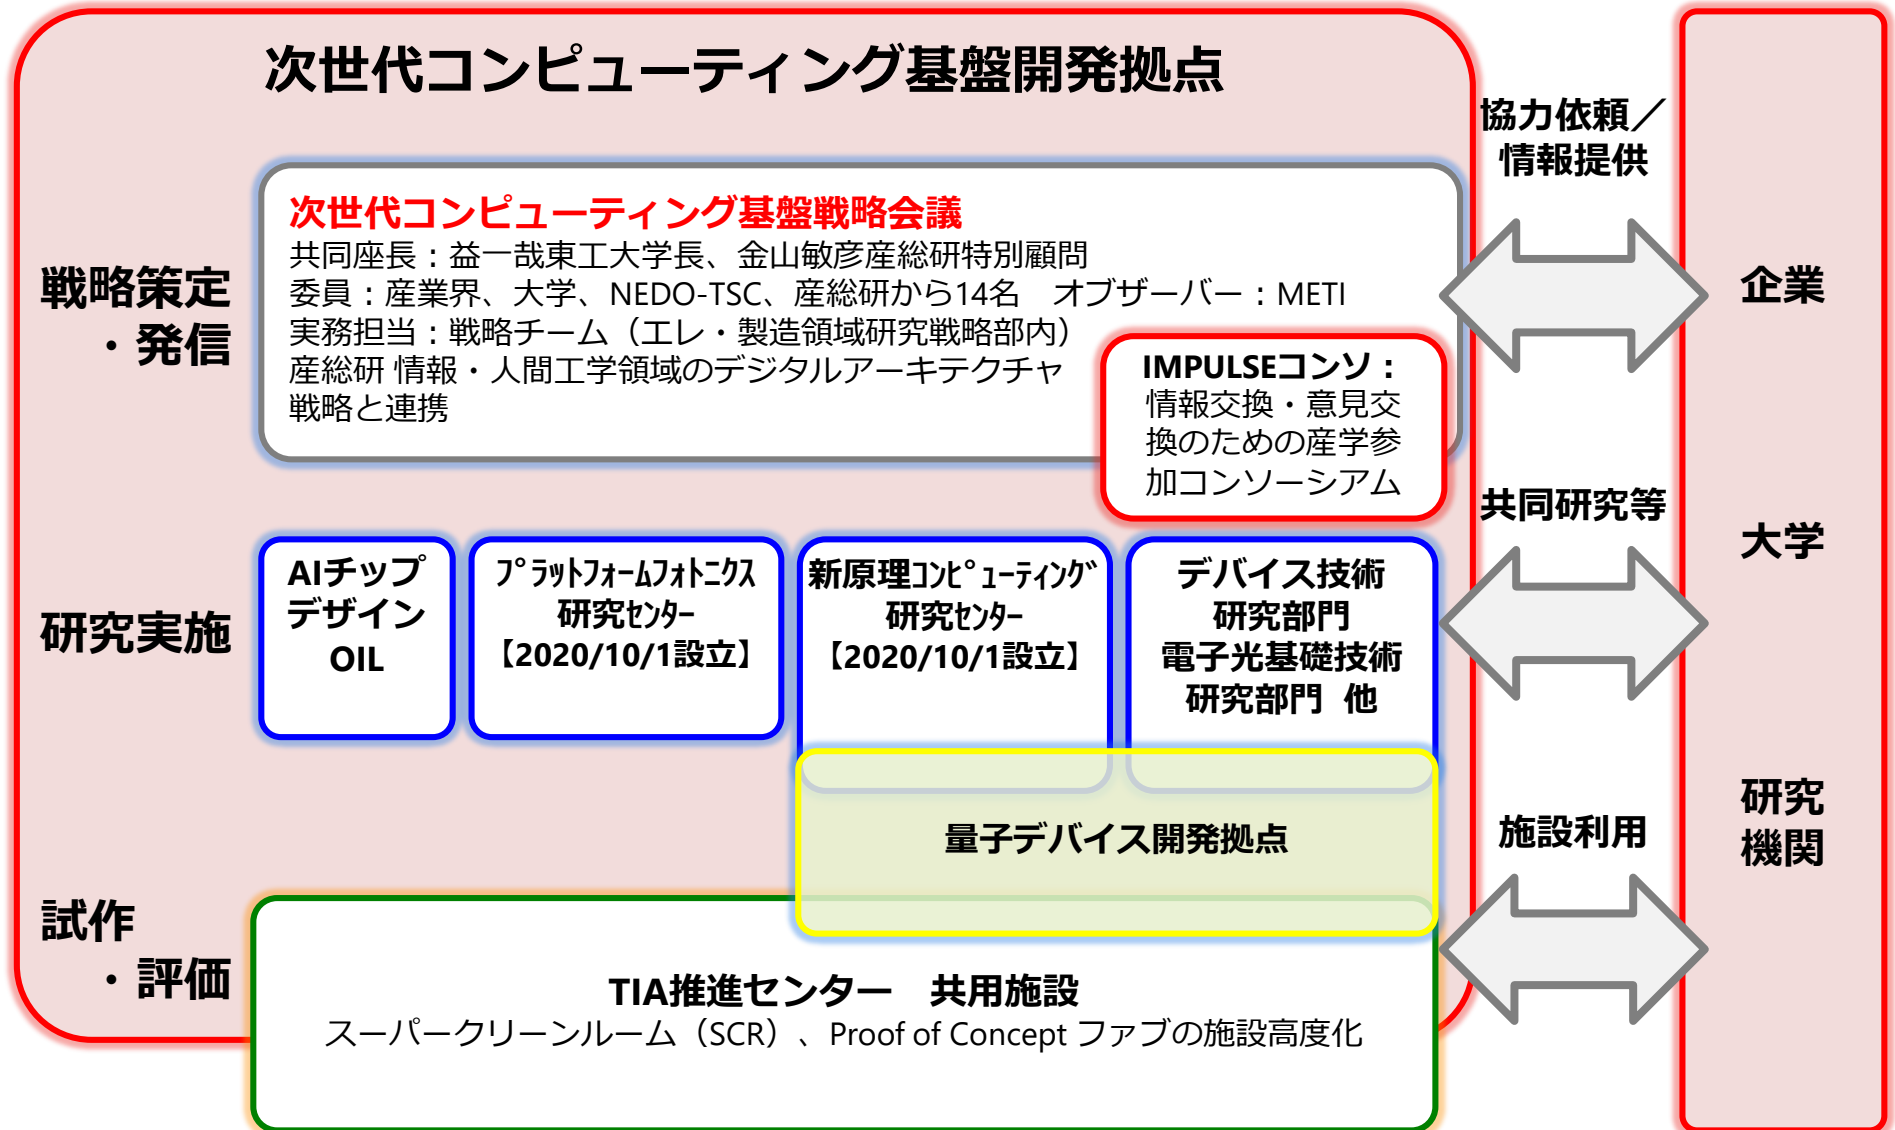 次世代コンピューティング基盤開発拠点
戦略策定
・発信
次世代コンピューティング基盤戦略会議
共同座長：益一哉東工大学長、金山敏彦産総研特別顧問
委員：産業界、大学、NEDO-TSC、産総研から14名　オブザーバー：METI
実務担当：戦略チーム（エレ・製造領域研究戦略部内）
産総研 情報・人間工学領域のデジタルアーキテクチャ
戦略と連携
IMPULSEコンソ：
情報交換・意見交
換のための産学参
加コンソーシアム
研究実施
AIチップ
デザイン
OIL
ﾌﾟﾗｯﾄﾌｫｰﾑﾌｫﾄﾆｸｽ
研究ｾﾝﾀｰ
【2020/10/1設立】
新原理ｺﾝﾋﾟｭｰﾃｨﾝｸﾞ
研究ｾﾝﾀｰ
【2020/10/1設立】
デバイス技術
研究部門
電子光基礎技術
研究部門 他
量子デバイス開発拠点
試作
・評価
TIA推進センター　共用施設
スーパークリーンルーム（SCR）、Proof of Concept ファブの施設高度化
協力依頼／
情報提供
共同研究等
施設利用
企業
大学
研究
機関